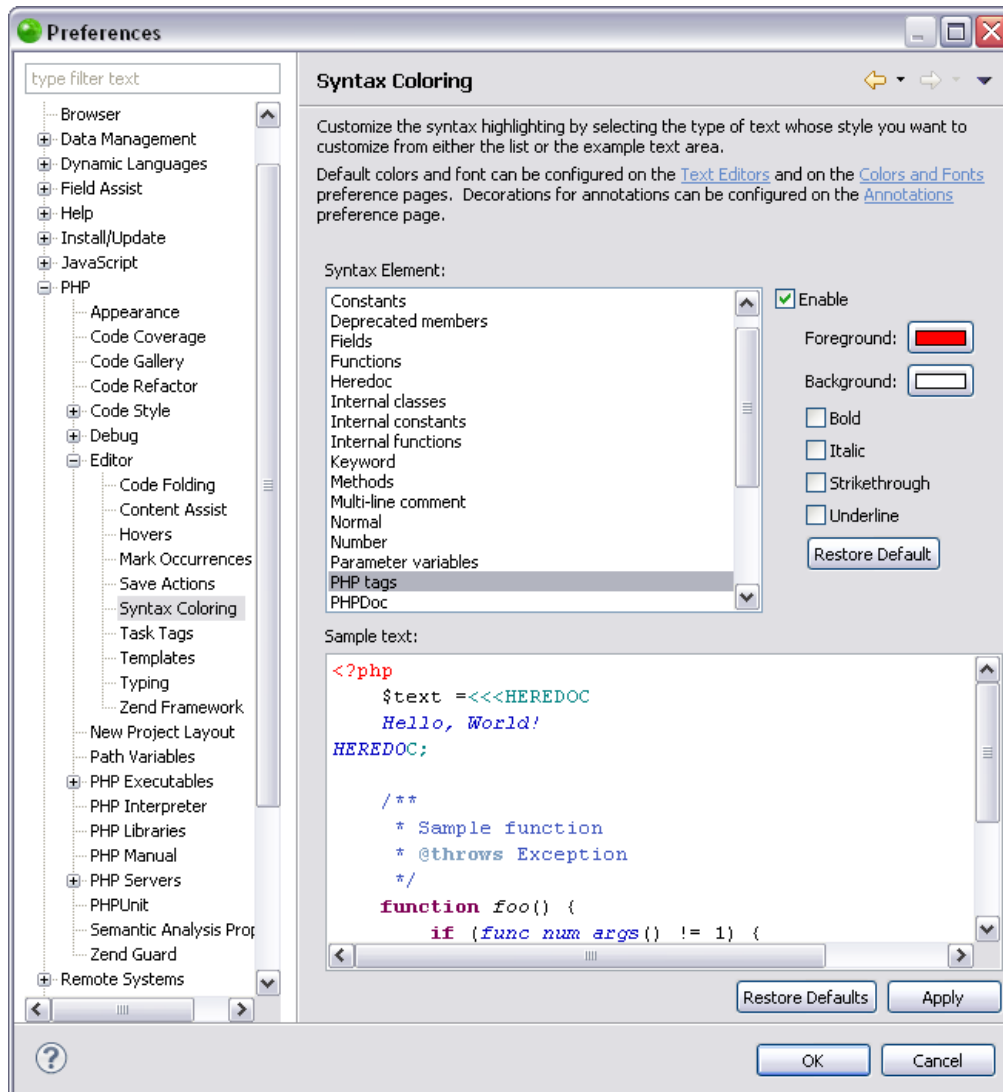 Preferences
type filter text
Browser
Data Management
Dynamic Languages
Field Assist
Help
Install/Update
JavaScript
PHP
Appearance
Code Coverage
Code Gallery
Code Refactor
Code Style
Debug
Editor
Code Folding
Content Assist
Hovers
Mark Occurrences
Save Actions
Syntax Coloring
Task Tags
Templates
Typing
Zend Framework
New Project Layout
Path Variables
PHP Executables
PHP Interpreter
PHP Libraries
PHP Manual
PHP Servers
PHPUnit
Semantic Analysis Prop
Zend Guard
Remote Systems
Syntax Coloring
Customize the syntax highlighting by selecting the type of text whose style you want to
customize from either the list or the example text area.
Default colors and font can be configured on the Text Editors and on the Colors and Fonts
preference pages. Decorations for annotations can be configured on the Annotations
preference page.
Syntax Element:
Constants
Deprecated members
Fields
Functions
Heredoc
Internal classes
Internal constants
Internal functions
Keyword
Methods
Multi-line comment
Normal
Number
Parameter variables
PHP tags
PHPDoc
Enable
Foreground:
Background:
Bold
Italic
Strikethrough
Underline
Restore Default
Sample text:
<?php
$text =<<<HEREDOC
Hello, World!
HEREDOC;
/**
* Sample function
* @throws Exception
*/
function foo() {
if (func_num_args() != 1) {
Restore Defaults
Apply
?
OK
Cancel